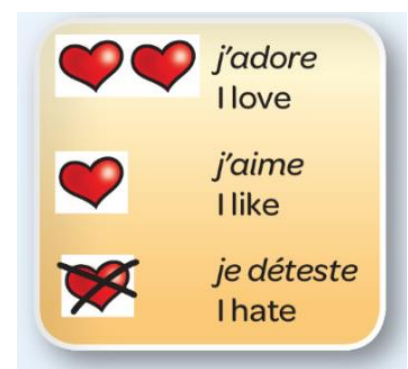 j'adore
I love
j'aime
I like
je déteste
I hate